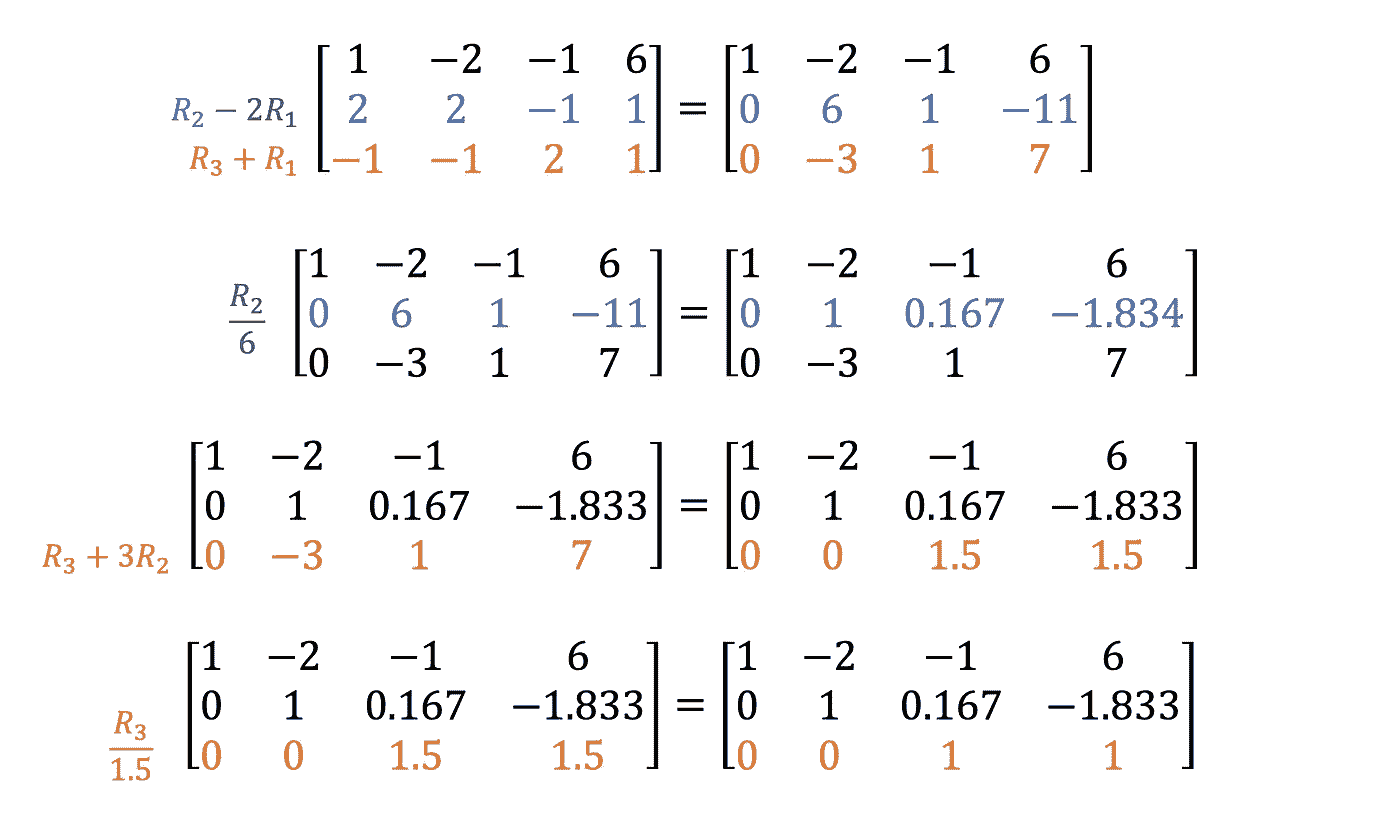 1 −2 −1 6 1 −2 −1 6
R₂ − 2R₁ 2 2 −1 1 = 0 6 1 −11
R₃ + R₁ −1 −1 2 1 0 −3 1 7
1 −2 −1 6 1 −2 −1 6
R₂/6 0 6 1 −11 = 0 1 0.167 −1.834
0 −3 1 7 0 −3 1 7
1 −2 −1 6 1 −2 −1 6
0 1 0.167 −1.833 = 0 1 0.167 −1.833
R₃ + 3R₂ 0 −3 1 7 0 0 1.5 1.5
1 −2 −1 6 1 −2 −1 6
0 1 0.167 −1.833 = 0 1 0.167 −1.833
R₃/1.5 0 0 1.5 1.5 0 0 1 1